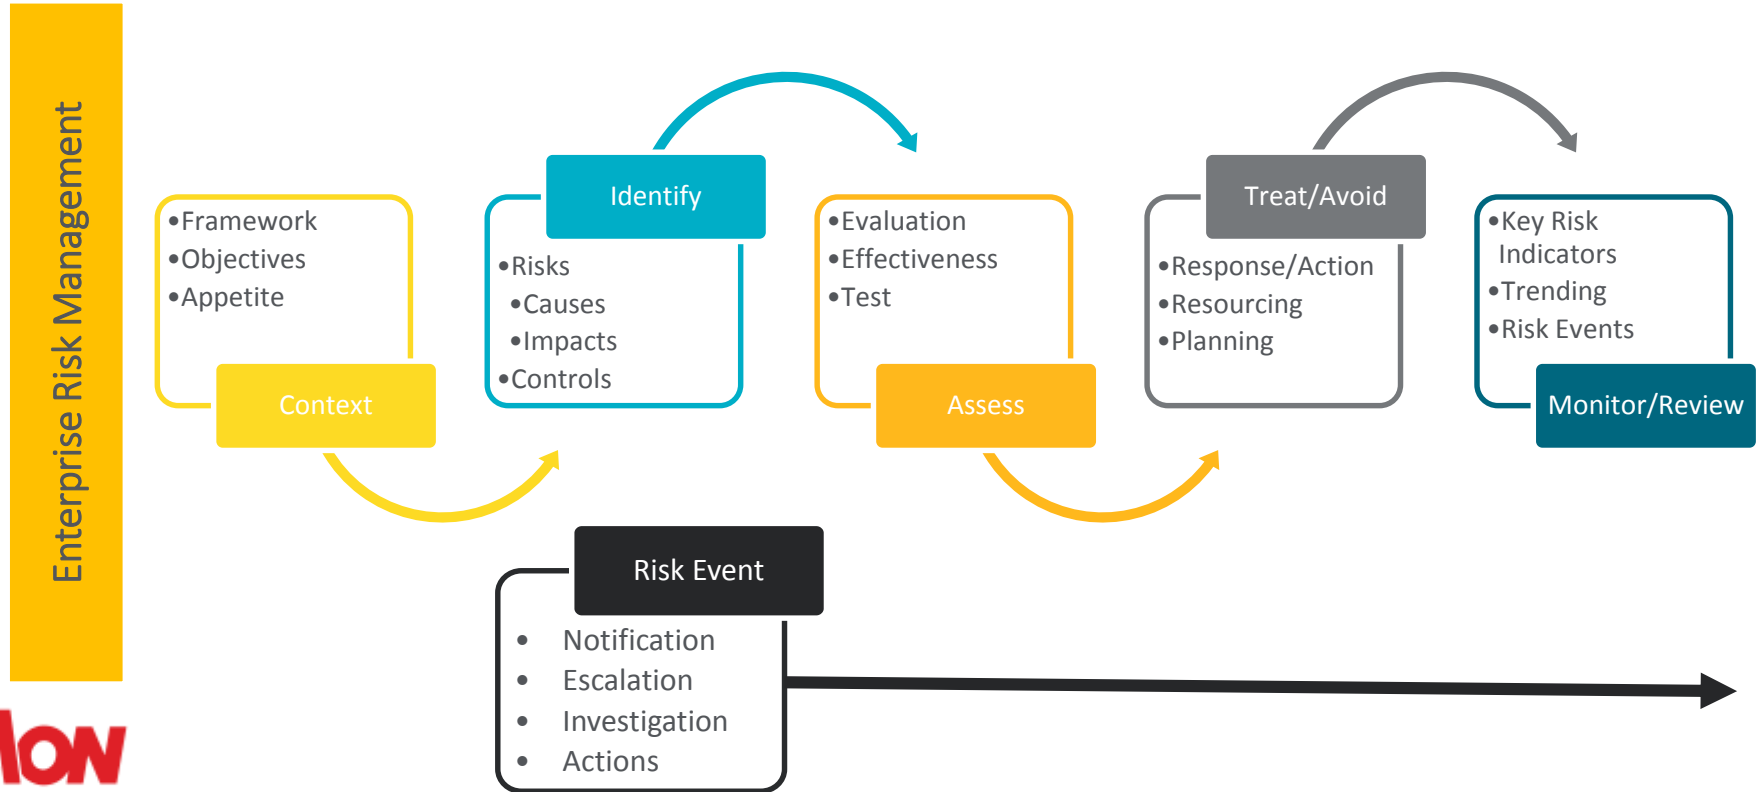 Enterprise Risk Management
•Framework
•Objectives
•Appetite
Context
Identify
•Risks
•Causes
•Impacts
•Controls
•Evaluation
•Effectiveness
•Test
Assess
Treat/Avoid
•Response/Action
•Resourcing
•Planning
•Key Risk
Indicators
•Trending
•Risk Events
Monitor/Review
Risk Event
• Notification
• Escalation
• Investigation
• Actions